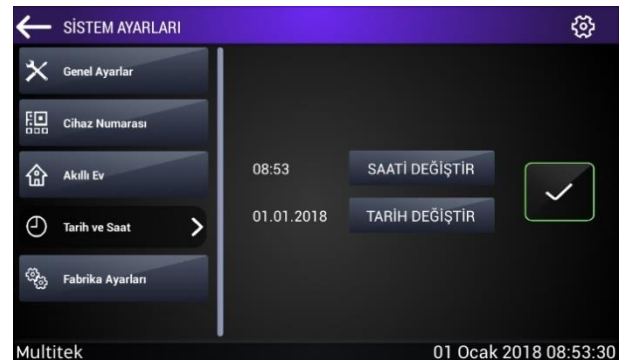 SİSTEM AYARLARI
Genel Ayarlar
Cihaz Numarası
Akıllı Ev
Tarih ve Saat
Fabrika Ayarları
08:53 SAATİ DEĞİŞTİR
01.01.2018 TARİH DEĞİŞTİR
Multitek 01 Ocak 2018 08:53:30